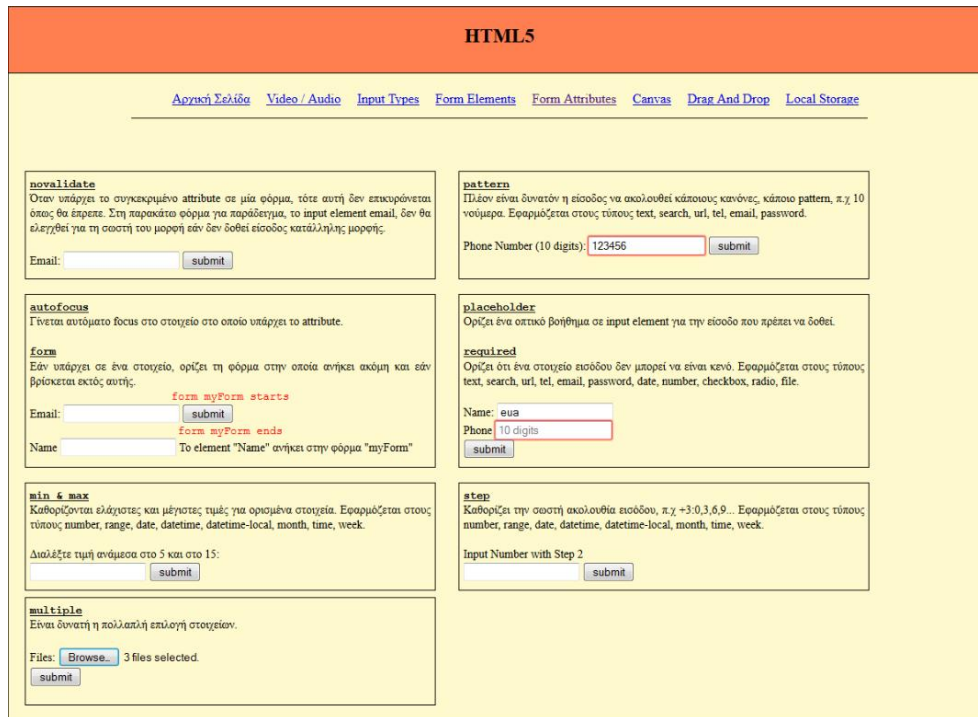 HTML5
Αρχική Σελίδα Video / Audio Input Types Form Elements Form Attributes Canvas Drag And Drop Local Storage
novalidate
Όταν υπάρχει το συγκεκριμένο attribute σε μία φόρμα, τότε αυτή δεν επικυρώνεται
όπως θα έπρεπε. Στη παρακάτω φόρμα για παράδειγμα, το input element email, δεν θα
ελεγχθεί για τη σωστή του μορφή εάν δεν δοθεί είσοδος κατάλληλης μορφής.
Email: submit
pattern
Πλέον είναι δυνατόν η είσοδος να ακολουθεί κάποιους κανόνες, κάποιο pattern, π.χ 10
νούμερα. Εφαρμόζεται στους τύπους text, search, url, tel, email, password.
Phone Number (10 digits): 123456 submit
autofocus
Γίνεται αυτόματο focus στο στοιχείο στο οποίο υπάρχει το attribute.
form
Εάν υπάρχει σε ένα στοιχείο, ορίζει τη φόρμα στην οποία ανήκει ακόμη και εάν
βρίσκεται εκτός αυτής.
form myForm starts
Email: submit
form myForm ends
Name Το element "Name" ανήκει στην φόρμα "myForm"
placeholder
Ορίζει ένα οπτικό βοήθημα σε input element για την είσοδο που πρέπει να δοθεί.
required
Ορίζει ότι ένα στοιχείο εισόδου δεν μπορεί να είναι κενό. Εφαρμόζεται στους τύπους
text, search, url, tel, email, password, date, number, checkbox, radio, file.
Name: eua
Phone 10 digits
submit
min & max
Καθορίζονται ελάχιστες και μέγιστες τιμές για ορισμένα στοιχεία. Εφαρμόζεται στους
τύπους number, range, date, datetime, datetime-local, month, time, week.
Διαλέξτε τιμή ανάμεσα στο 5 και στο 15:
submit
step
Καθορίζει την σωστή ακολουθία εισόδου, π.χ +3:0,3,6,9... Εφαρμόζεται στους τύπους
number, range, date, datetime, datetime-local, month, time, week.
Input Number with Step 2
submit
multiple
Είναι δυνατή η πολλαπλή επιλογή στοιχείων.
Files: Browse... 3 files selected.
submit